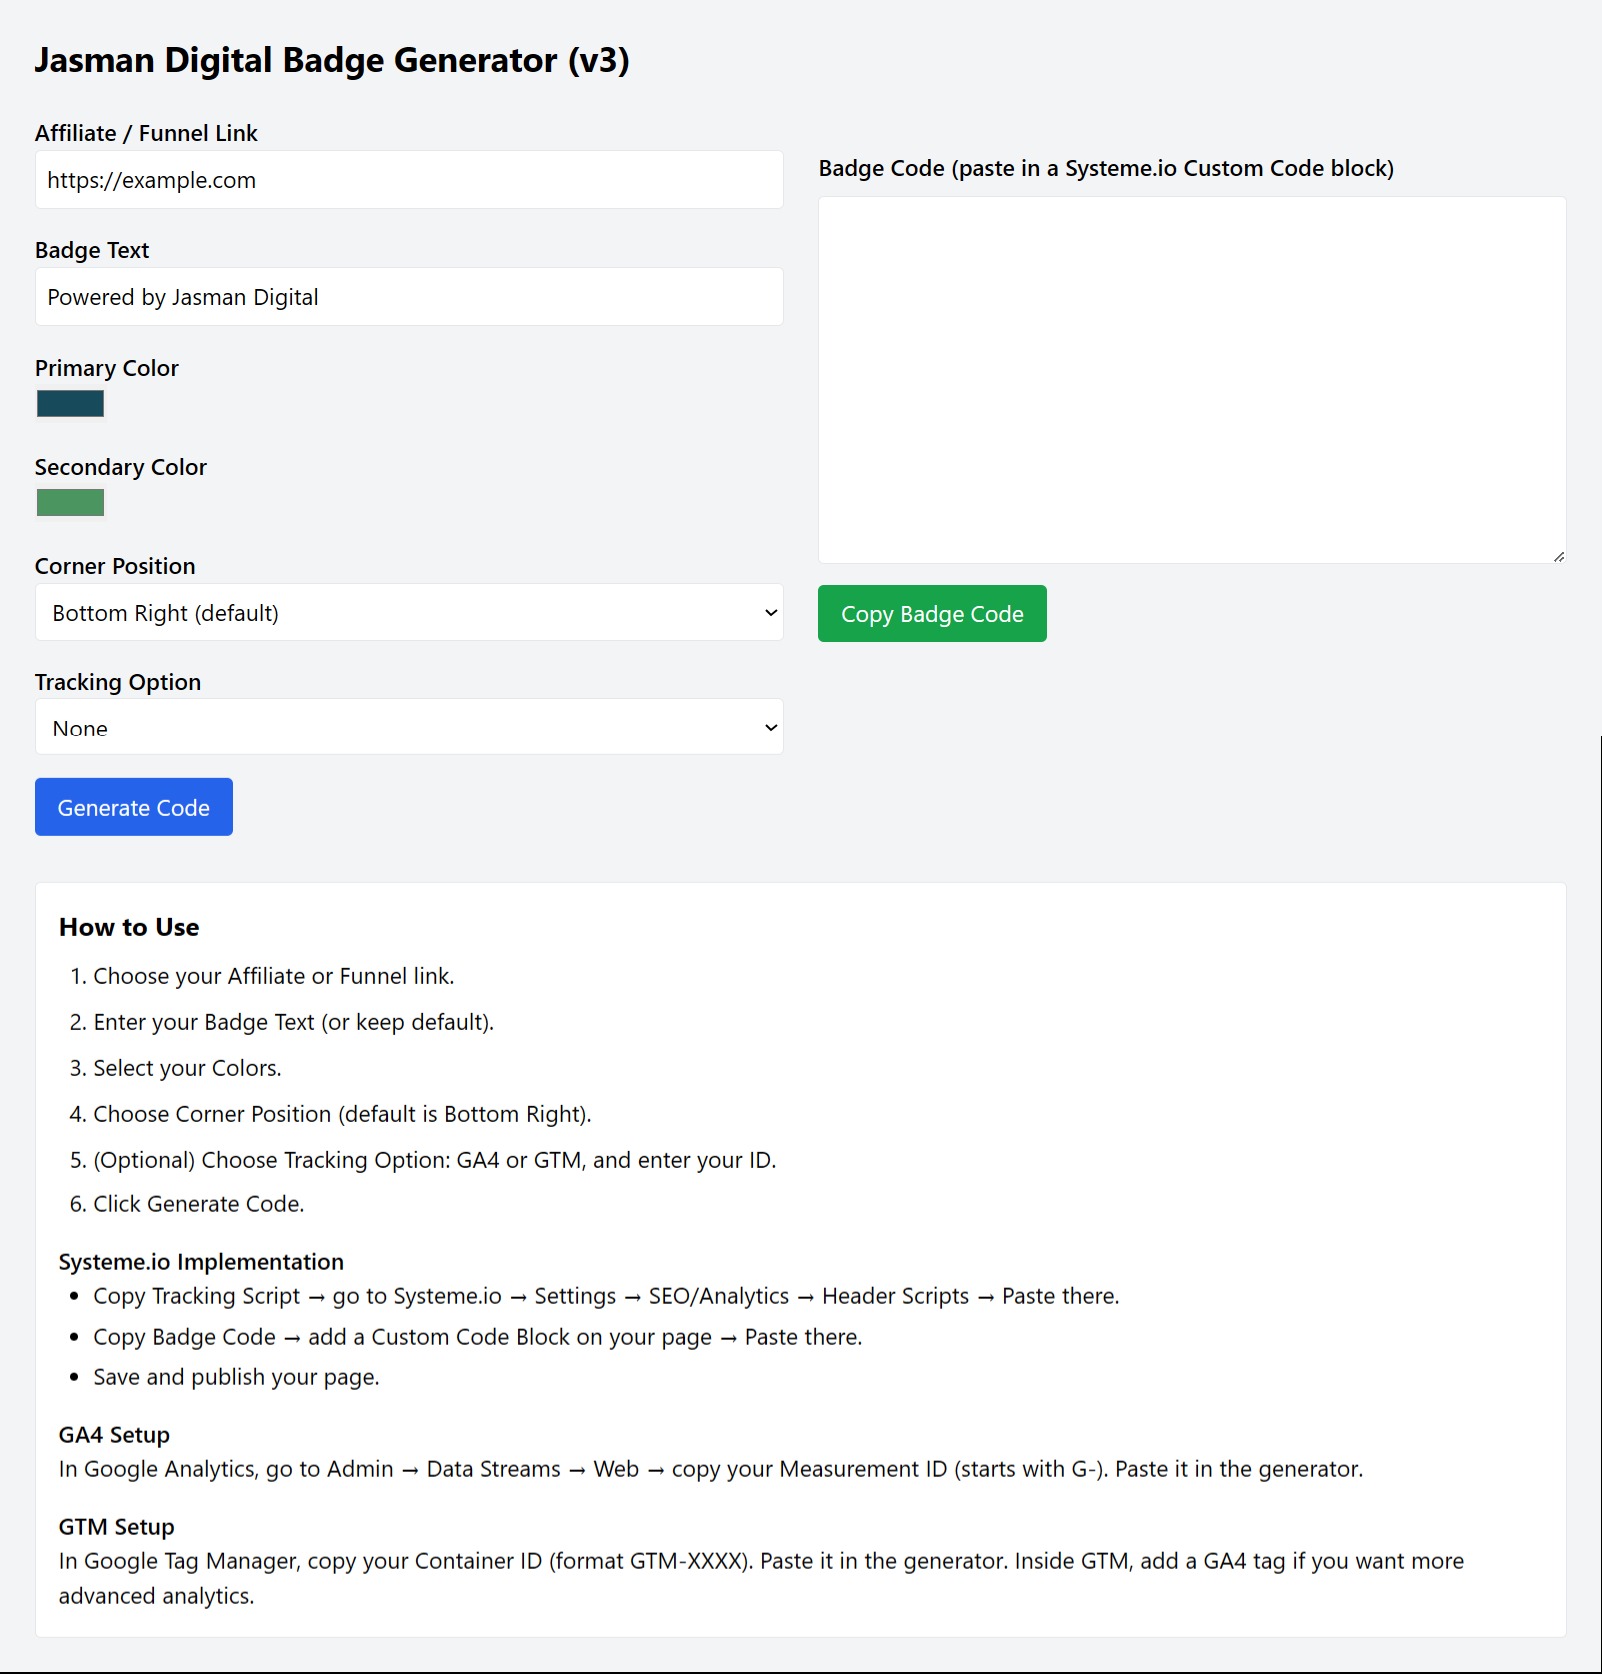 Jasman Digital Badge Generator (v3)
Affiliate / Funnel Link
https://example.com
Badge Text
Powered by Jasman Digital
Primary Color
Secondary Color
Corner Position
Bottom Right (default)
Tracking Option
None
Generate Code
Badge Code (paste in a Systeme.io Custom Code block)
Copy Badge Code
How to Use
1. Choose your Affiliate or Funnel link.
2. Enter your Badge Text (or keep default).
3. Select your Colors.
4. Choose Corner Position (default is Bottom Right).
5. (Optional) Choose Tracking Option: GA4 or GTM, and enter your ID.
6. Click Generate Code.
Systeme.io Implementation
• Copy Tracking Script → go to Systeme.io → Settings → SEO/Analytics → Header Scripts → Paste there.
• Copy Badge Code → add a Custom Code Block on your page → Paste there.
• Save and publish your page.
GA4 Setup
In Google Analytics, go to Admin → Data Streams → Web → copy your Measurement ID (starts with G-). Paste it in the generator.
GTM Setup
In Google Tag Manager, copy your Container ID (format GTM-XXXX). Paste it in the generator. Inside GTM, add a GA4 tag if you want more
advanced analytics.